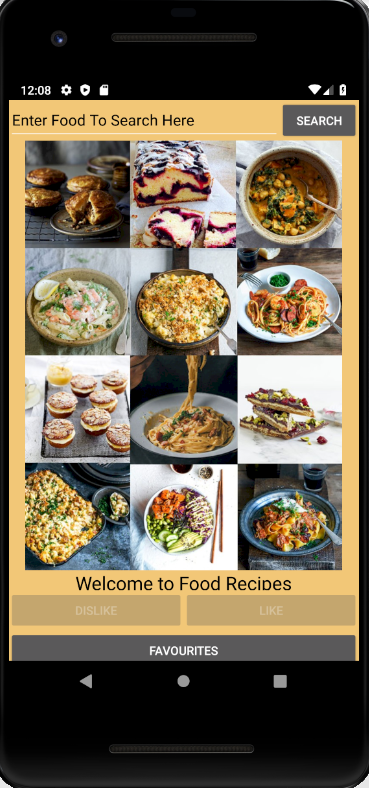 12:08
Enter Food To Search Here
SEARCH
Welcome to Food Recipes
DISLIKE
LIKE
FAVOURITES